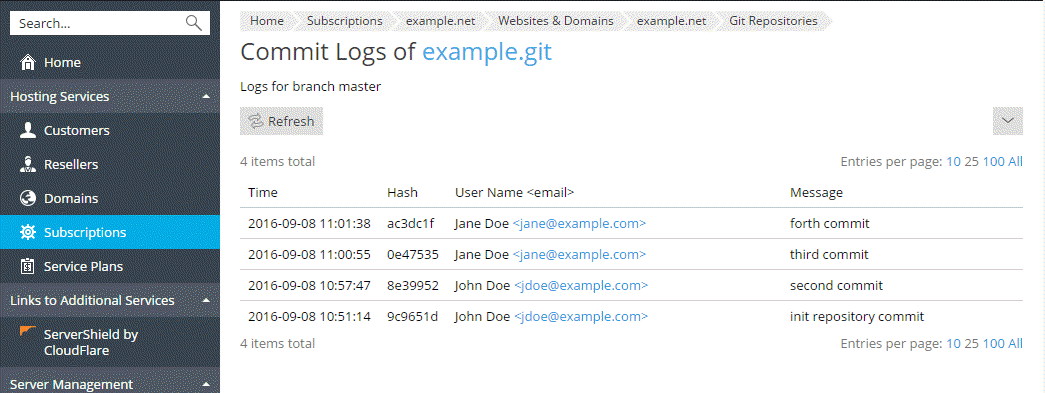 Search...
Home
Hosting Services
Customers
Resellers
Domains
Subscriptions
Service Plans
Links to Additional Services
ServerShield by
CloudFlare
Server Management
Home Subscriptions example.net Websites & Domains example.net Git Repositories
Commit Logs of example.git
Logs for branch master
Refresh
4 items total Entries per page: 10 25 100 All
Time Hash User Name <email> Message
2016-09-08 11:01:38 ac3dc1f Jane Doe <jane@example.com> forth commit
2016-09-08 11:00:55 0e47535 Jane Doe <jane@example.com> third commit
2016-09-08 10:57:47 8e39952 John Doe <jdoe@example.com> second commit
2016-09-08 10:51:14 9c9651d John Doe <jdoe@example.com> init repository commit
4 items total Entries per page: 10 25 100 All